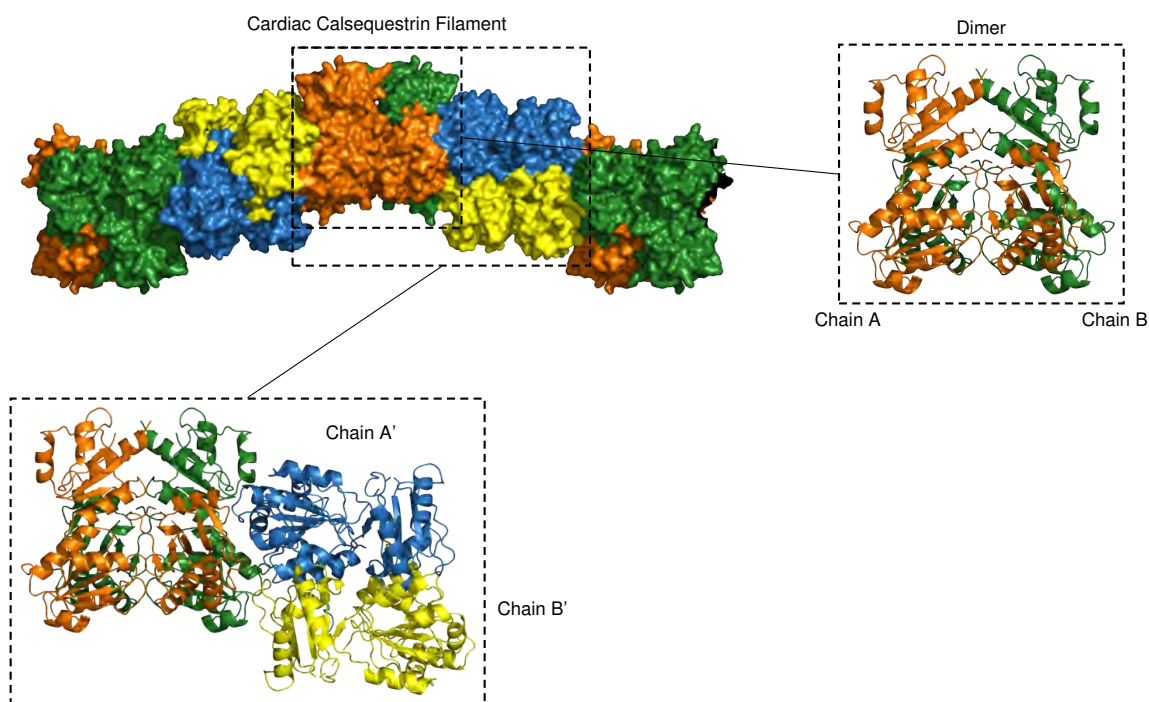 Cardiac Calsequestrin Filament
Dimer
Chain A
Chain B
Chain A’
Chain B’